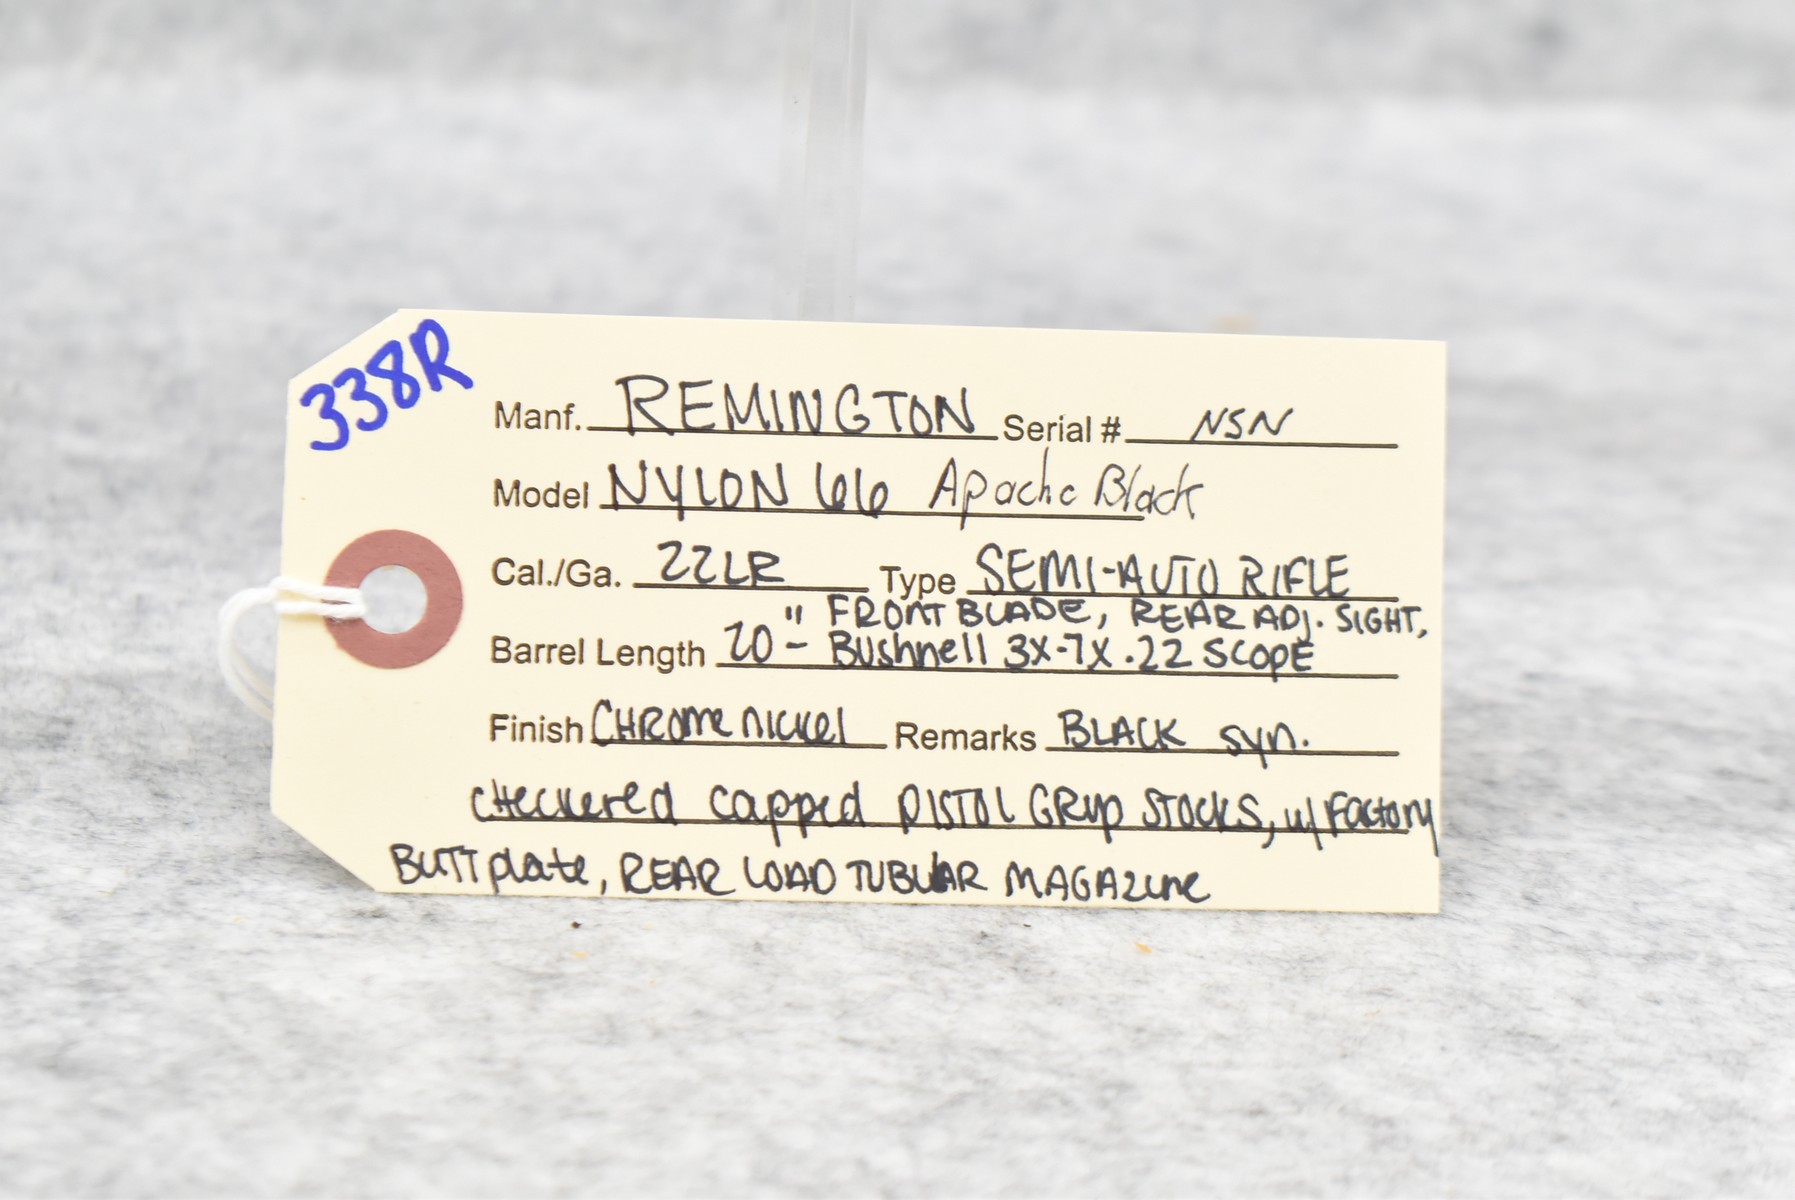 338R
Manf. REMINGTON Serial # NSN
Model NYLON 66 Apache Black
Cal./Ga. 22LR Type SEMI-AUTO RIFLE
" FRONT BLADE, REAR ADJ. SIGHT,
Barrel Length 20 - Bushnell 3X-7X .22 SCOPE
Finish CHROME NICKEL Remarks BLACK syn.
CHECKERED capped PISTOL GRIP STOCKS, w/ FACTORY
BUTTplate, REAR LOAD TUBULAR MAGAZINE